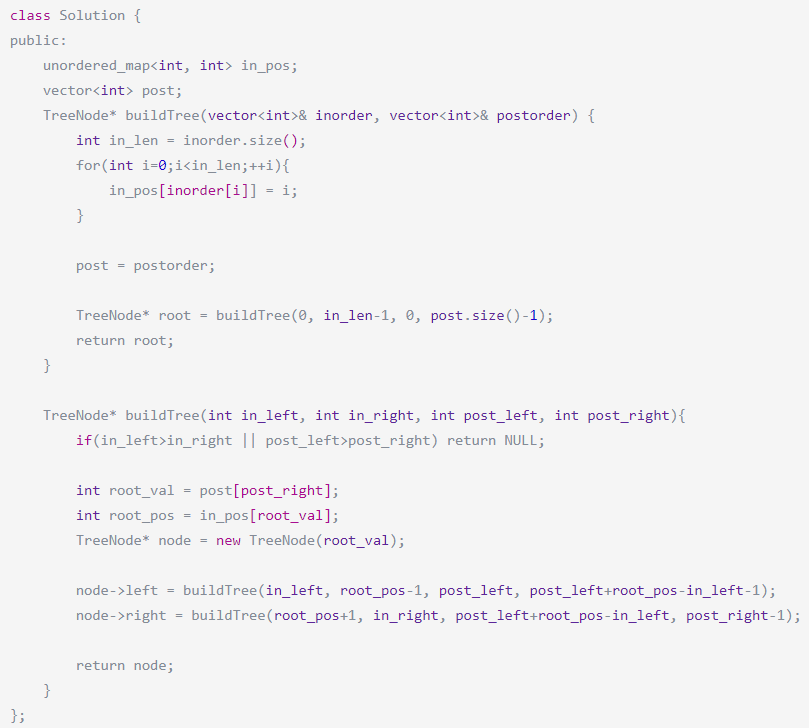 class Solution {
public:
    unordered_map<int, int> in_pos;
    vector<int> post;
    TreeNode* buildTree(vector<int>& inorder, vector<int>& postorder) {
        int in_len = inorder.size();
        for(int i=0;i<in_len;++i){
            in_pos[inorder[i]] = i;
        }

        post = postorder;

        TreeNode* root = buildTree(0, in_len-1, 0, post.size()-1);
        return root;
    }

    TreeNode* buildTree(int in_left, int in_right, int post_left, int post_right){
        if(in_left>in_right || post_left>post_right) return NULL;

        int root_val = post[post_right];
        int root_pos = in_pos[root_val];
        TreeNode* node = new TreeNode(root_val);

        node->left = buildTree(in_left, root_pos-1, post_left, post_left+root_pos-in_left-1);
        node->right = buildTree(root_pos+1, in_right, post_left+root_pos-in_left, post_right-1);

        return node;
    }
};